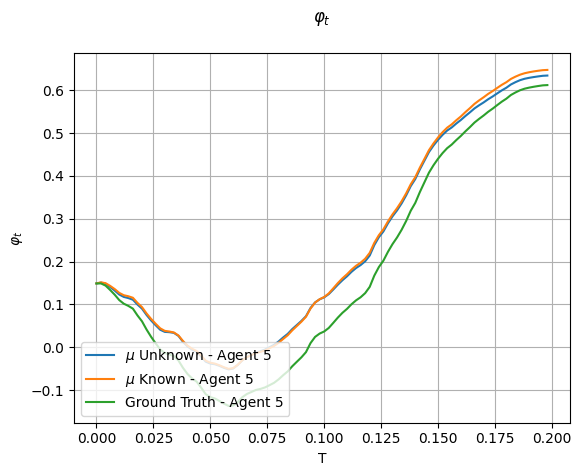 φₜ
φₜ
0.6
0.5
0.4
0.3
0.2
0.1
0.0
−0.1
μ Unknown - Agent 5
μ Known - Agent 5
Ground Truth - Agent 5
0.000 0.025 0.050 0.075 0.100 0.125 0.150 0.175 0.200
T